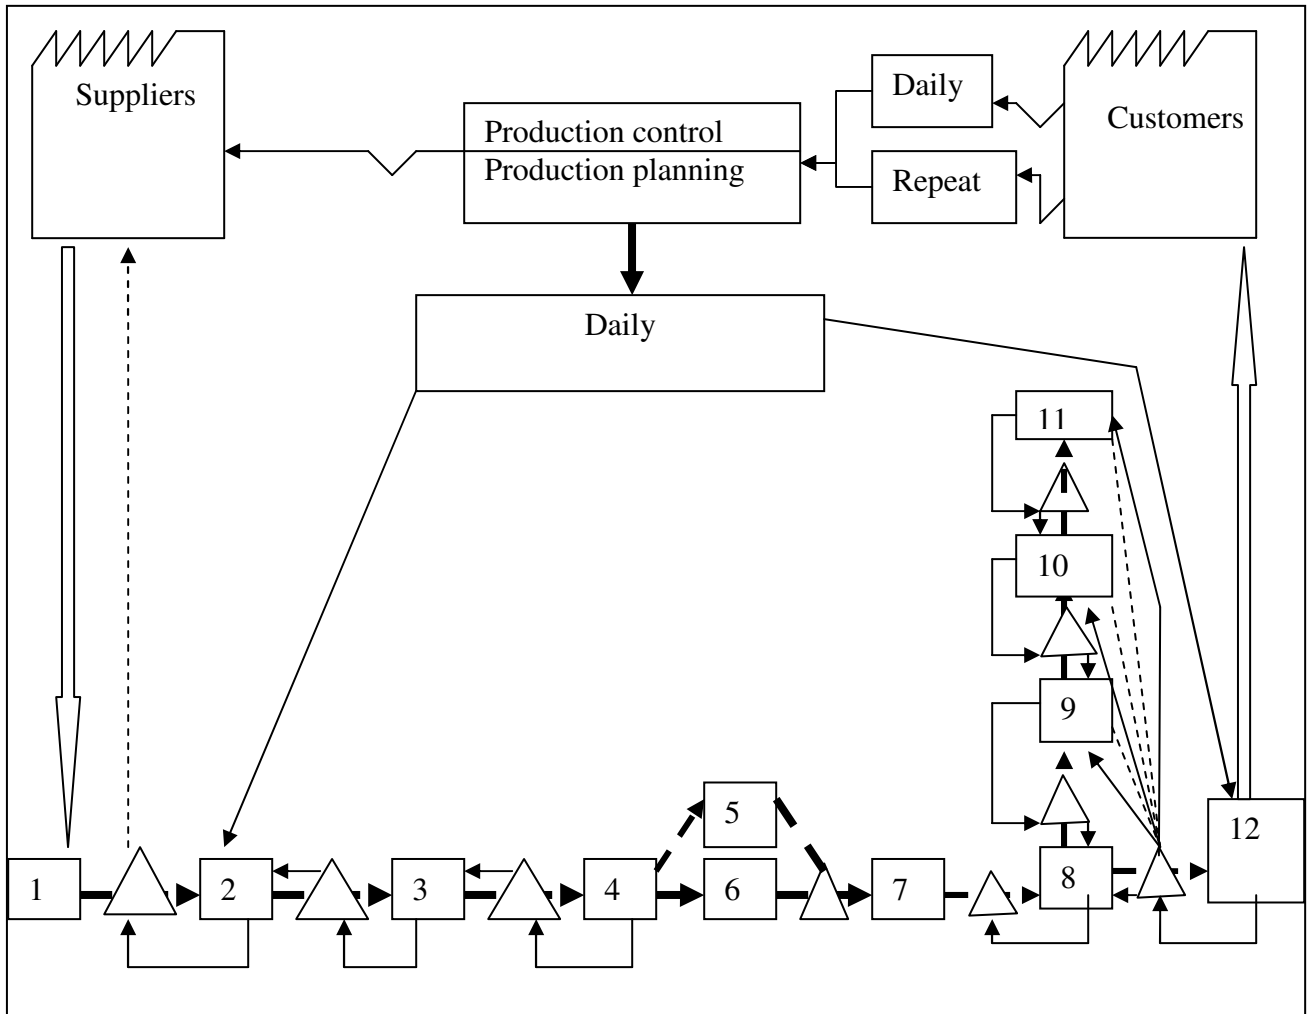 Suppliers
Production control
Production planning
Daily
Repeat
Customers
Daily
11
10
9
5
12
1
2
3
4
6
7
8